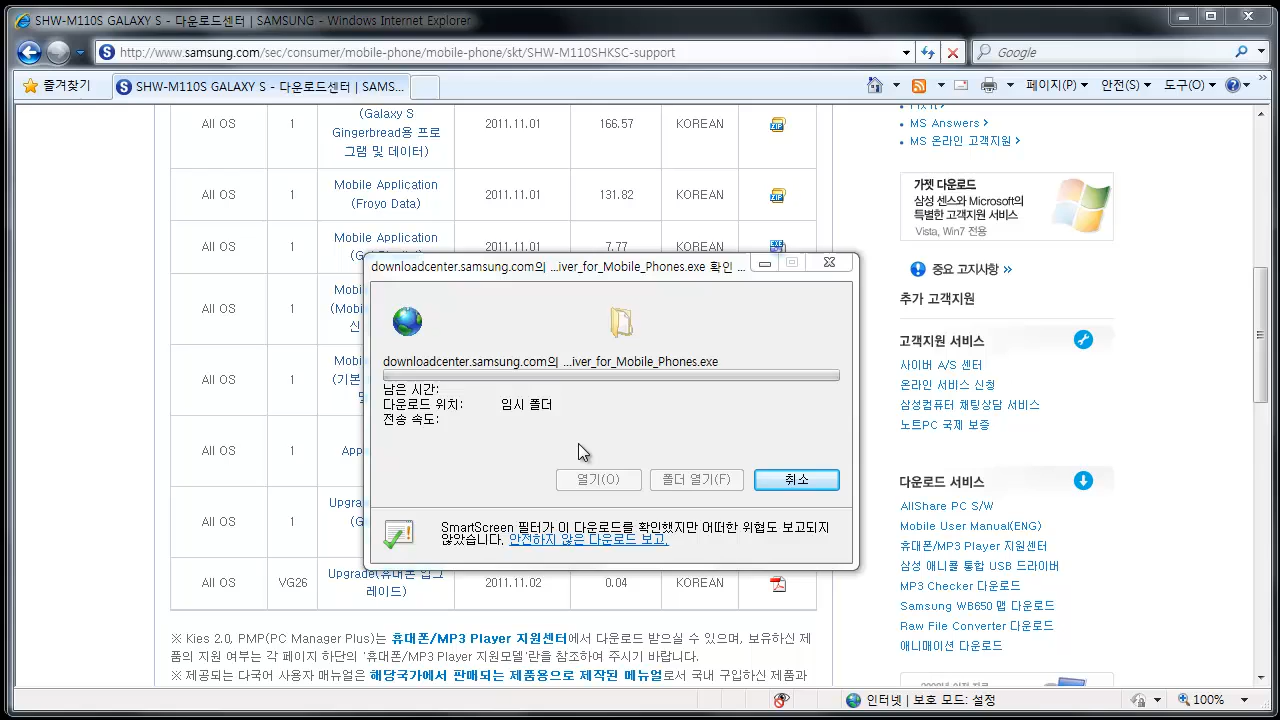 SHW-M110S GALAXY S - 다운로드센터 | SAMSUNG - Windows Internet Explorer
http://www.samsung.com/sec/consumer/mobile-phone/mobile-phone/skt/SHW-M110SHKSC-support
Google
즐겨찾기
SHW-M110S GALAXY S - 다운로드센터 | SAMS...
페이지(P)
안전(S)
도구(O)
All OS 1 (Galaxy S 2011.11.01 166.57 KOREAN
Gingerbread용 프로
그램 및 데이터)
All OS 1 Mobile Application 2011.11.01 131.82 KOREAN
(Froyo Data)
All OS 1 Mobile Application 2011.11.01 7.77 KOREAN
All OS 1 Mobi
(Mobi
신
All OS 1 Mobi
(기본
All OS 1 App
All OS 1 Upgra
(G
All OS VG26 Upgrade(휴대폰 업그 2011.11.02 0.04 KOREAN
레이드)
※ Kies 2.0, PMP(PC Manager Plus)는 휴대폰/MP3 Player 지원센터에서 다운로드 받으실 수 있으며, 보유하신 제
품의 지원 여부는 각 페이지 하단의 '휴대폰/MP3 Player 지원모델'란을 참조하여 주시기 바랍니다.
※ 제공되는 다국어 사용자 매뉴얼은 해당국가에서 판매되는 제품용으로 제작된 매뉴얼로서 국내 구입하신 제품과
downloadcenter.samsung.com의 ...iver_for_Mobile_Phones.exe 확인 ...
downloadcenter.samsung.com의 ...iver_for_Mobile_Phones.exe
남은 시간:
다운로드 위치: 임시 폴더
전송 속도:
열기(O)
폴더 열기(F)
취소
SmartScreen 필터가 이 다운로드를 확인했지만 어떠한 위협도 보고되지
않았습니다. 안전하지 않은 다운로드 보고.
MS Answers
MS 온라인 고객지원
가젯 다운로드
삼성 센스와 Microsoft의
특별한 고객지원 서비스
Vista, Win7 전용
중요 고지사항 »
추가 고객지원
고객지원 서비스
사이버 A/S 센터
온라인 서비스 신청
삼성컴퓨터 채팅상담 서비스
노트PC 국제 보증
다운로드 서비스
AllShare PC S/W
Mobile User Manual(ENG)
휴대폰/MP3 Player 지원센터
삼성 애니콜 통합 USB 드라이버
MP3 Checker 다운로드
Samsung WB650 맵 다운로드
Raw File Converter 다운로드
애니메이션 다운로드
인터넷 | 보호 모드: 설정
100%